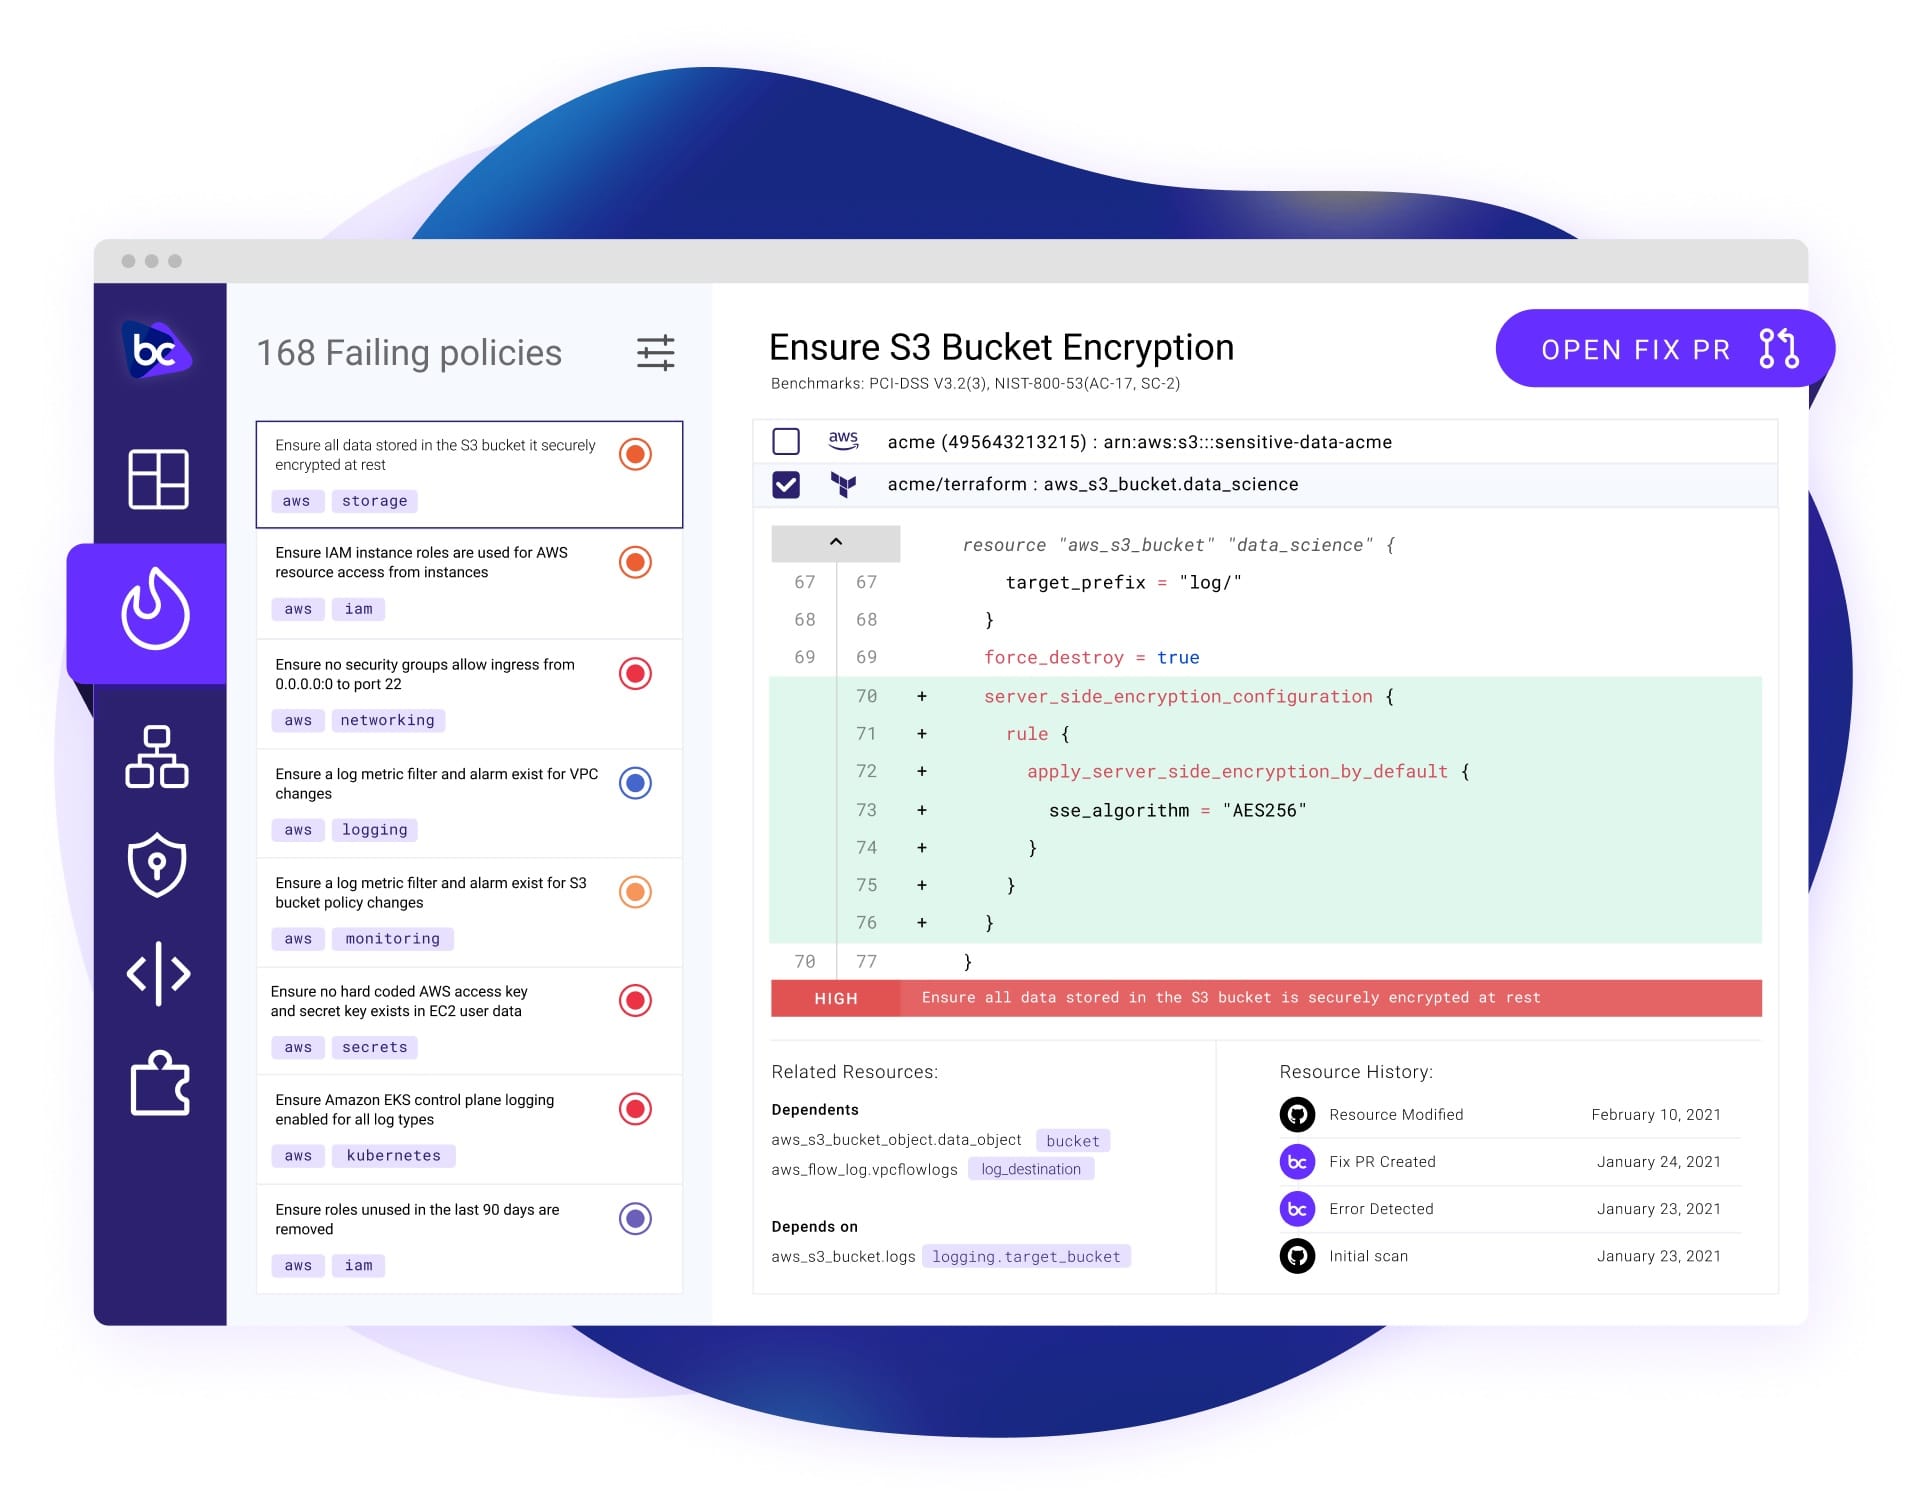 bc
168 Failing policies
Ensure all data stored in the S3 bucket it securely
encrypted at rest
aws storage
Ensure IAM instance roles are used for AWS
resource access from instances
aws iam
Ensure no security groups allow ingress from
0.0.0.0:0 to port 22
aws networking
Ensure a log metric filter and alarm exist for VPC
changes
aws logging
Ensure a log metric filter and alarm exist for S3
bucket policy changes
aws monitoring
Ensure no hard coded AWS access key
and secret key exists in EC2 user data
aws secrets
Ensure Amazon EKS control plane logging
enabled for all log types
aws kubernetes
Ensure roles unused in the last 90 days are
removed
aws iam
Ensure S3 Bucket Encryption
Benchmarks: PCI-DSS V3.2(3), NIST-800-53(AC-17, SC-2)
OPEN FIX PR
aws acme (495643213215) : arn:aws:s3:::sensitive-data-acme
acme/terraform : aws_s3_bucket.data_science
resource "aws_s3_bucket" "data_science" {
67 67 target_prefix = "log/"
68 68 }
69 69 force_destroy = true
70 + server_side_encryption_configuration {
71 + rule {
72 + apply_server_side_encryption_by_default {
73 + sse_algorithm = "AES256"
74 + }
75 + }
76 + }
70 77 }
HIGH Ensure all data stored in the S3 bucket is securely encrypted at rest
Related Resources:
Dependents
aws_s3_bucket_object.data_object bucket
aws_flow_log.vpcflowlogs log_destination
Depends on
aws_s3_bucket.logs logging.target_bucket
Resource History:
Resource Modified February 10, 2021
bc Fix PR Created January 24, 2021
bc Error Detected January 23, 2021
Initial scan January 23, 2021